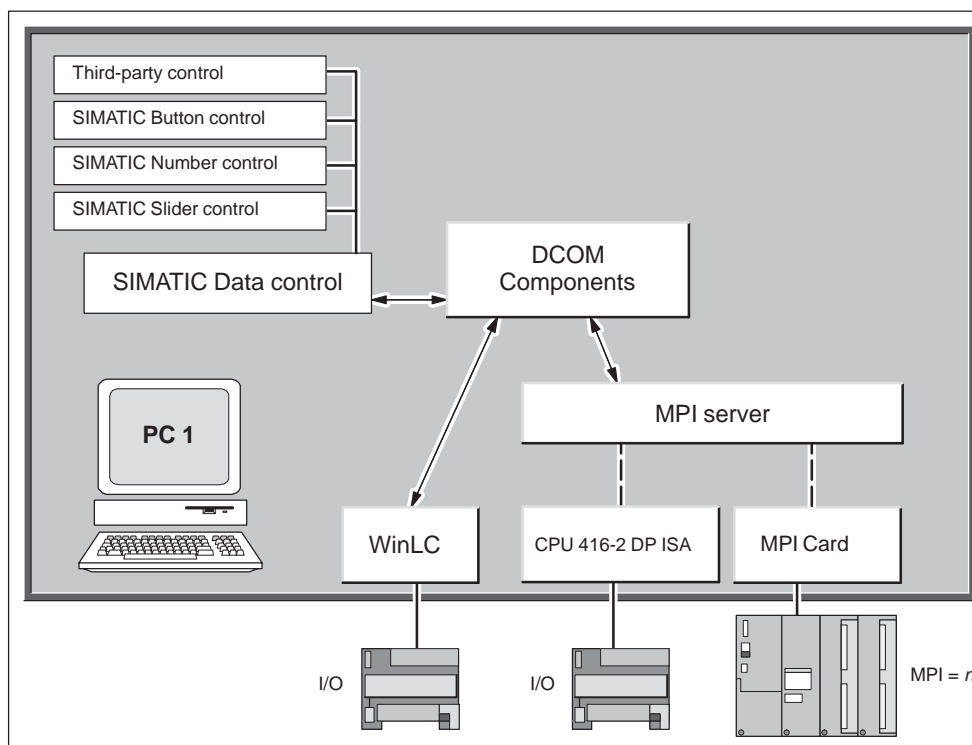 Third-party control
SIMATIC Button control
SIMATIC Number control
SIMATIC Slider control
SIMATIC Data control
DCOM
Components
MPI server
PC 1
WinLC
CPU 416-2 DP ISA
MPI Card
I/O
I/O
MPI = n